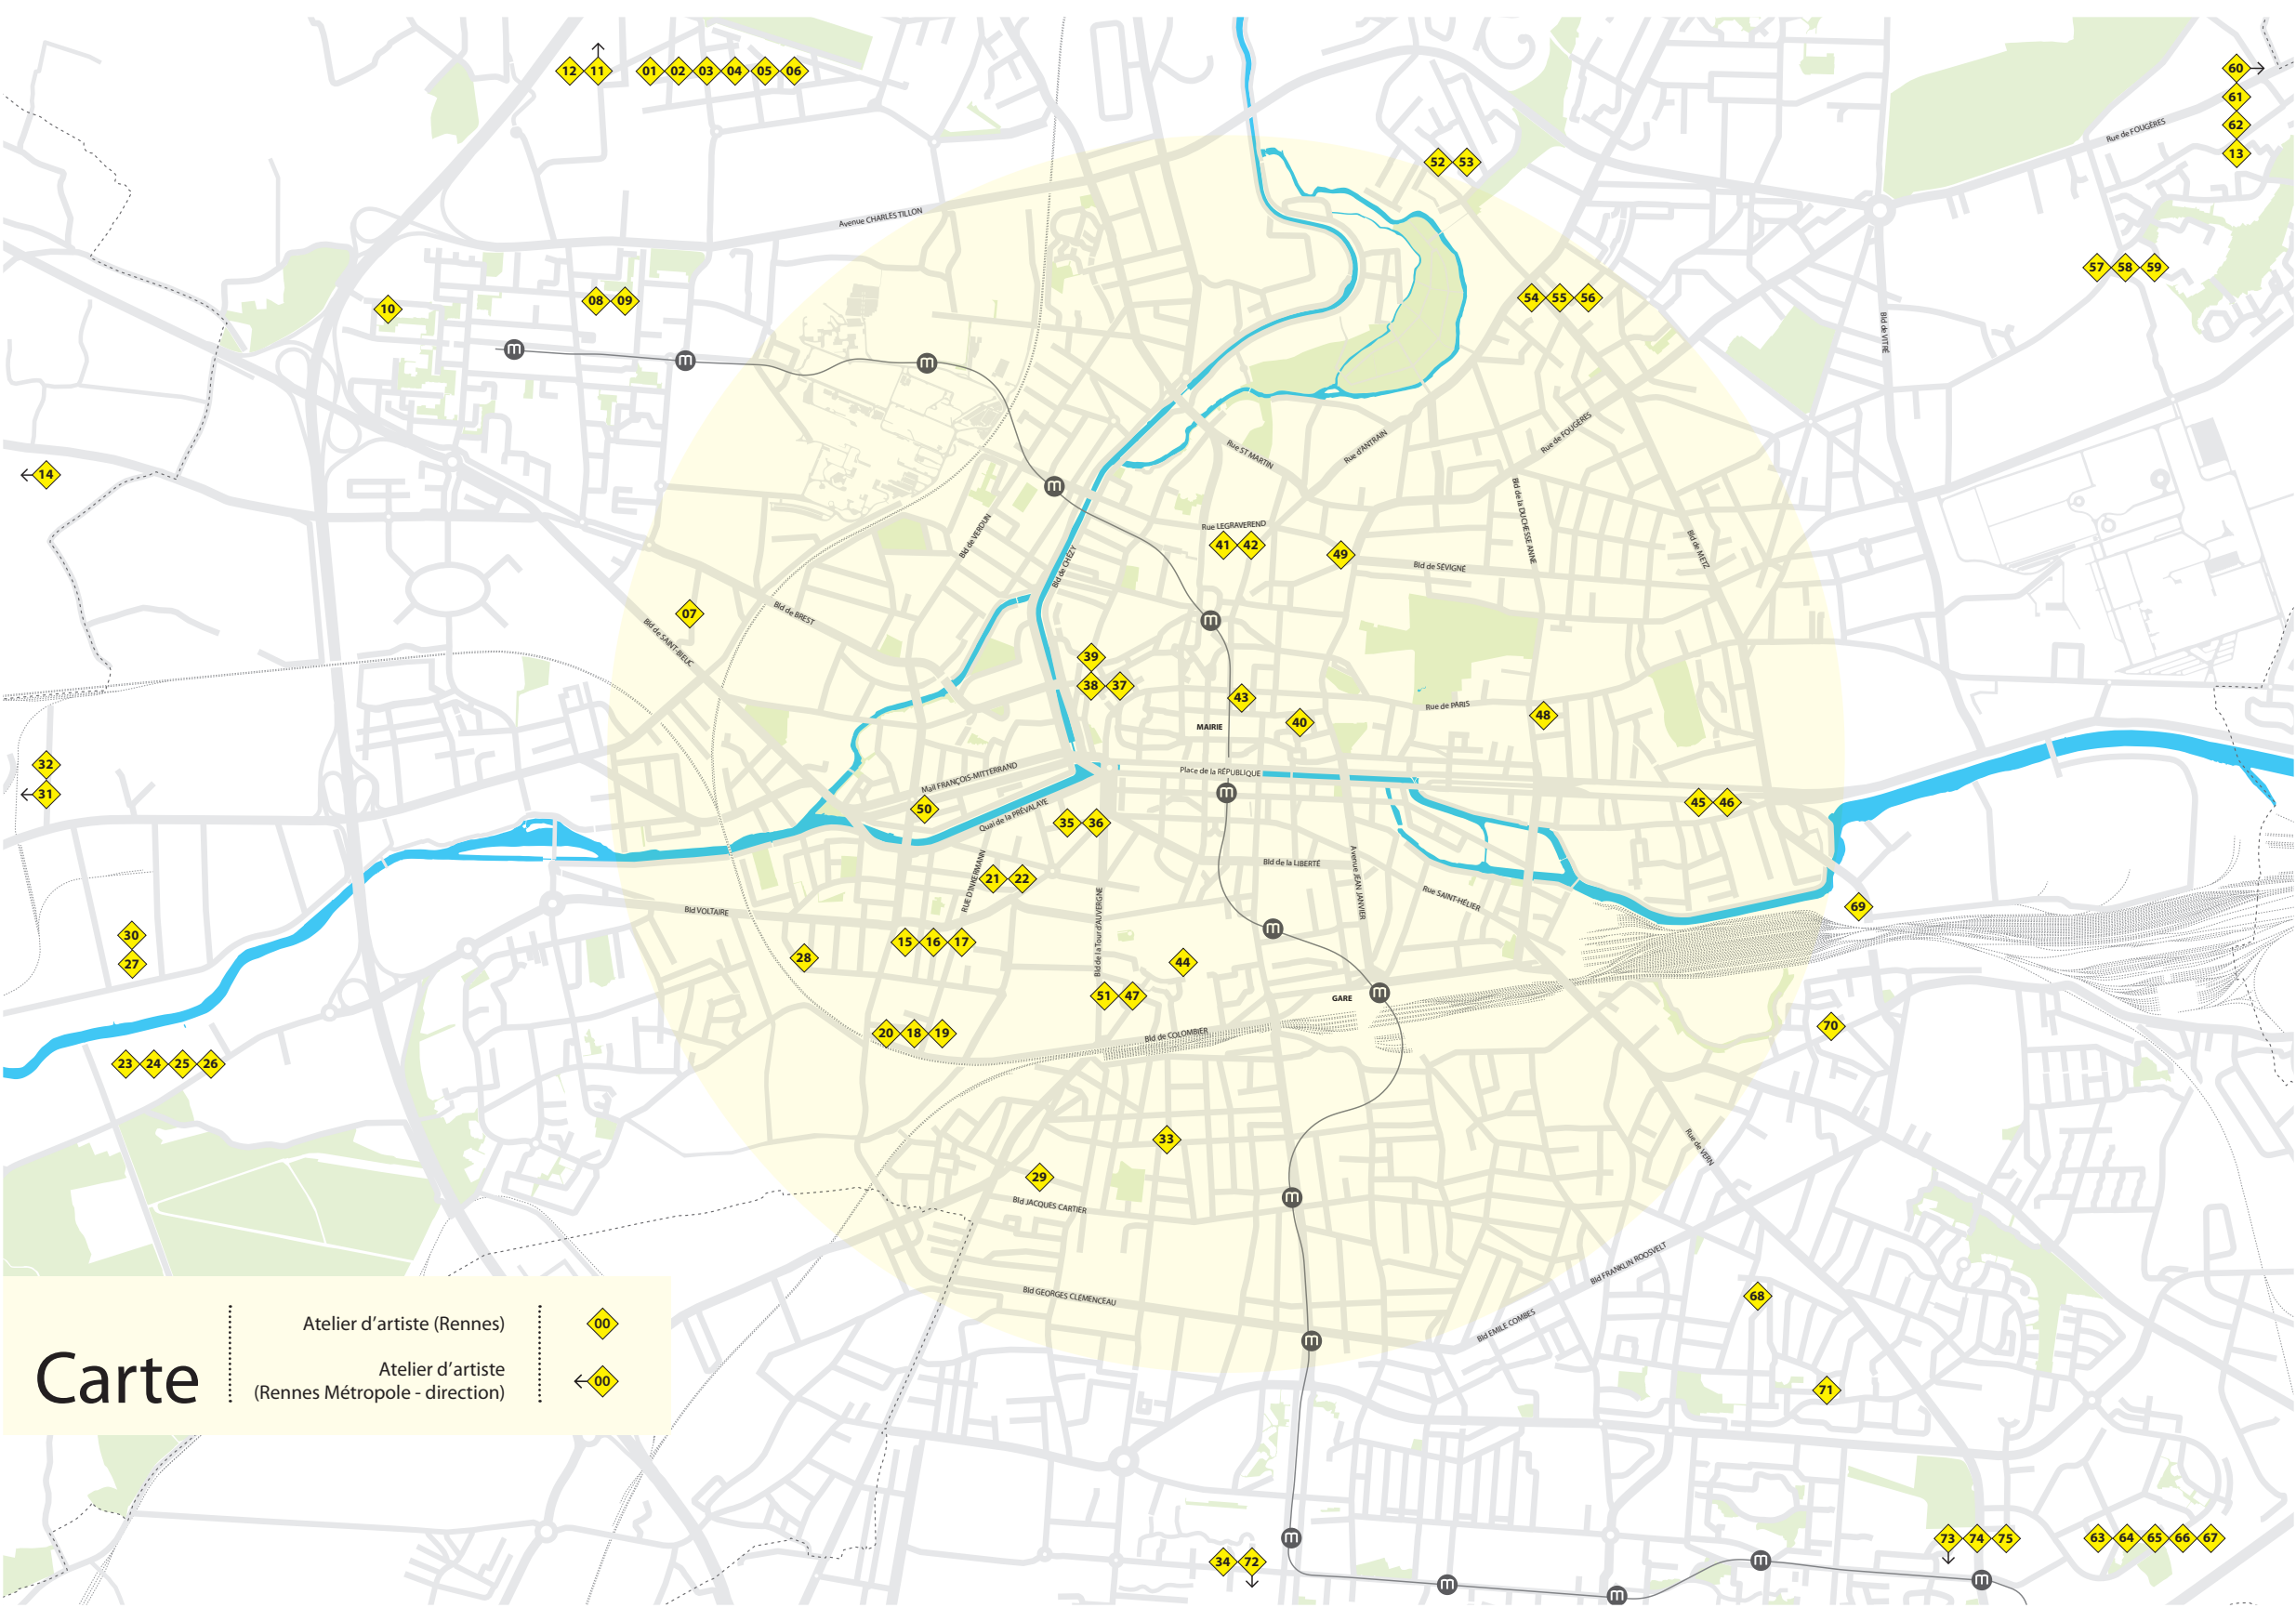 12 11 01 02 03 04 05 06
60
61
62
13
Rue de FOUGÈRES
52 53
Avenue CHARLES TILLON
57 58 59
10
08 09
54 55 56
Bld de VITRÉ
m
m
m
Rue ST MARTIN
Rue d'ANTRAIN
Rue de FOUGÈRES
14
m
Bld de VERDUN
Bld de CHÉZY
Rue LEGRAVEREND
41 42
49
Bld de la DUCHESSE ANNE
Bld de METZ
Bld de SÉVIGNÉ
07
Bld de BREST
Bld de SAINT-BIEUC
m
39
38 37
43
40
MAIRIE
Rue de PARIS
48
32
31
Mail FRANÇOIS-MITTERRAND
Place de la RÉPUBLIQUE
m
50
Quai de la PRÉVALAYE
35 36
45 46
RUE D'INKERMANN
21 22
Bld de la LIBERTÉ
Avenue JEAN JANVIER
Rue SAINT-HÉLIER
Bld VOLTAIRE
Bld de la Tour d'AUVERGNE
69
30
27
15 16 17
28
44
m
51 47
GARE
m
20 18 19
Bld de COLOMBIER
70
23 24 25 26
33
Rue de VERN
29
Bld JACQUES CARTIER
m
Bld FRANKLIN ROOSVELT
Bld GEORGES CLÉMENCEAU
68
Bld EMILE COMBES
m
71
Carte
Atelier d'artiste (Rennes)
00
Atelier d'artiste
(Rennes Métropole - direction)
00
m
34 72
m
m
m
73 74 75
m
63 64 65 66 67